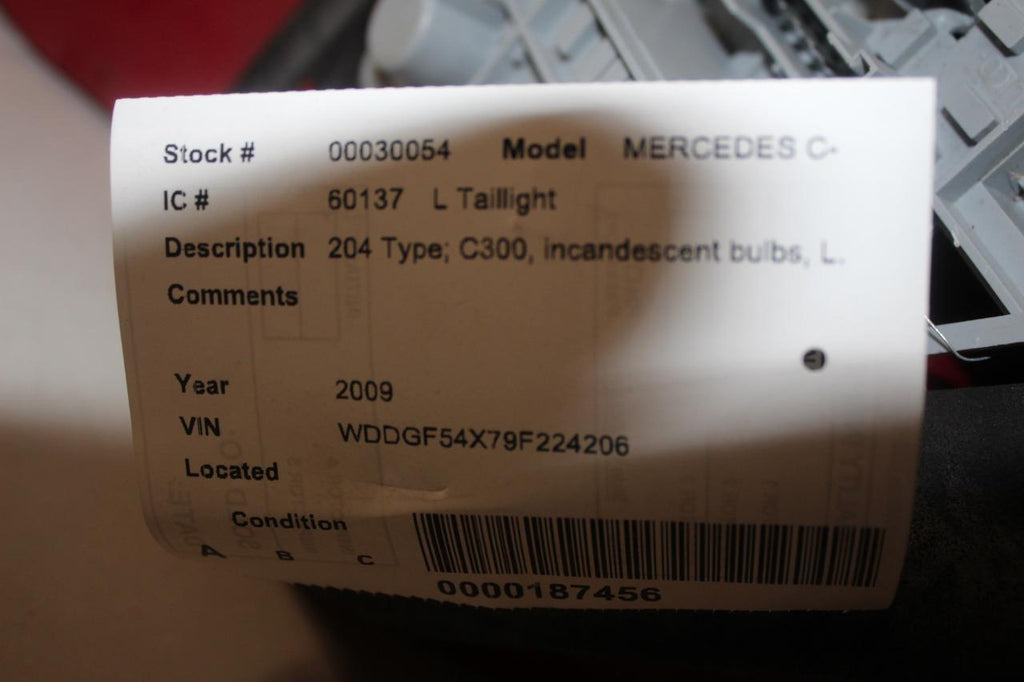 Stock # 00030054 Model MERCEDES C-
IC # 60137 L Taillight
Description 204 Type; C300, incandescent bulbs, L.
Comments
Year 2009
VIN WDDGF54X79F224206
Located
Condition
A B C
0000187456